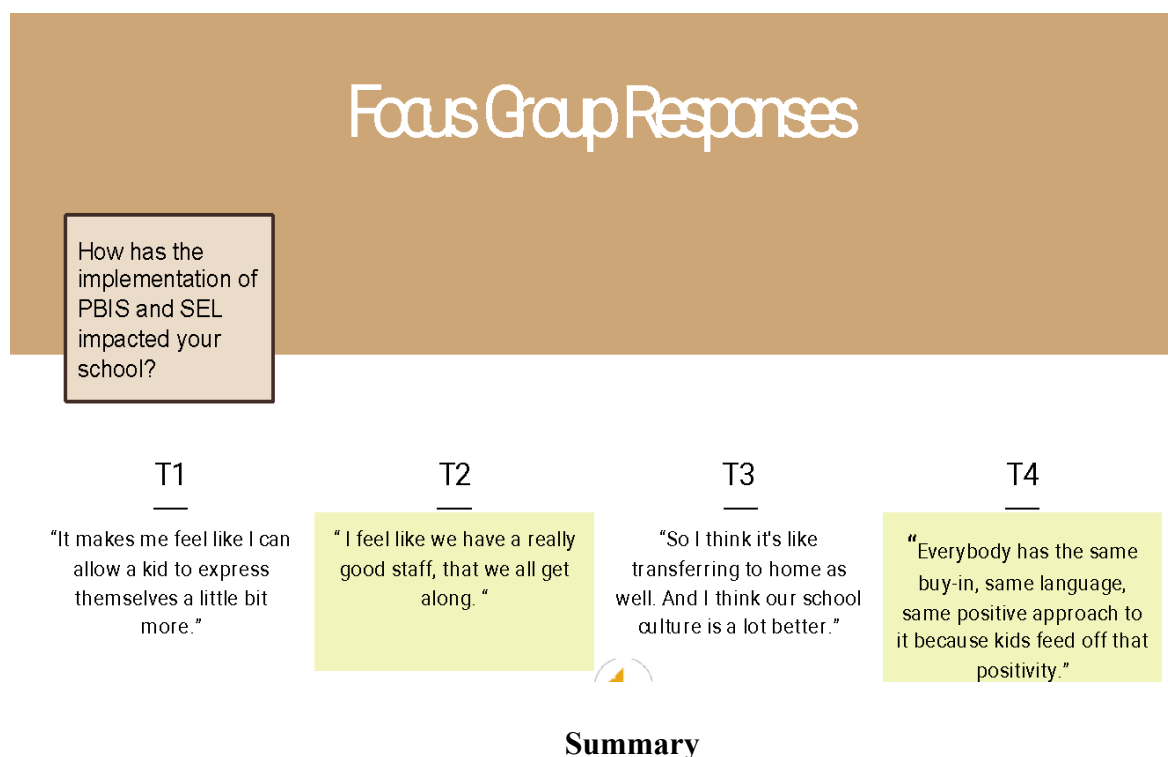 Focus Group Responses
How has the
implementation of
PBIS and SEL
impacted your
school?
T1
“It makes me feel like I can
allow a kid to express
themselves a little bit
more.”
T2
“ I feel like we have a really
good staff, that we all get
along. “
T3
“So I think it's like
transferring to home as
well. And I think our school
culture is a lot better.”
T4
“Everybody has the same
buy-in, same language,
same positive approach to
it because kids feed off that
positivity.”
Summary